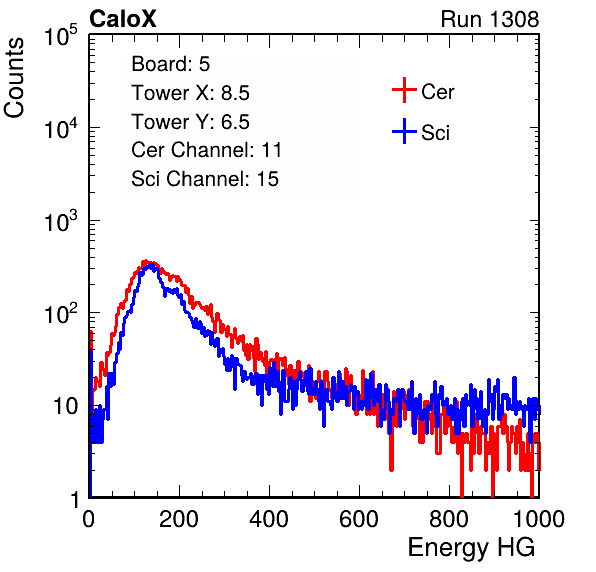 CaloX Run 1308
Counts
10^5
10^4
10^3
10^2
10
1
Board: 5
Tower X: 8.5
Tower Y: 6.5
Cer Channel: 11
Sci Channel: 15
Cer
Sci
0 200 400 600 800 1000
Energy HG